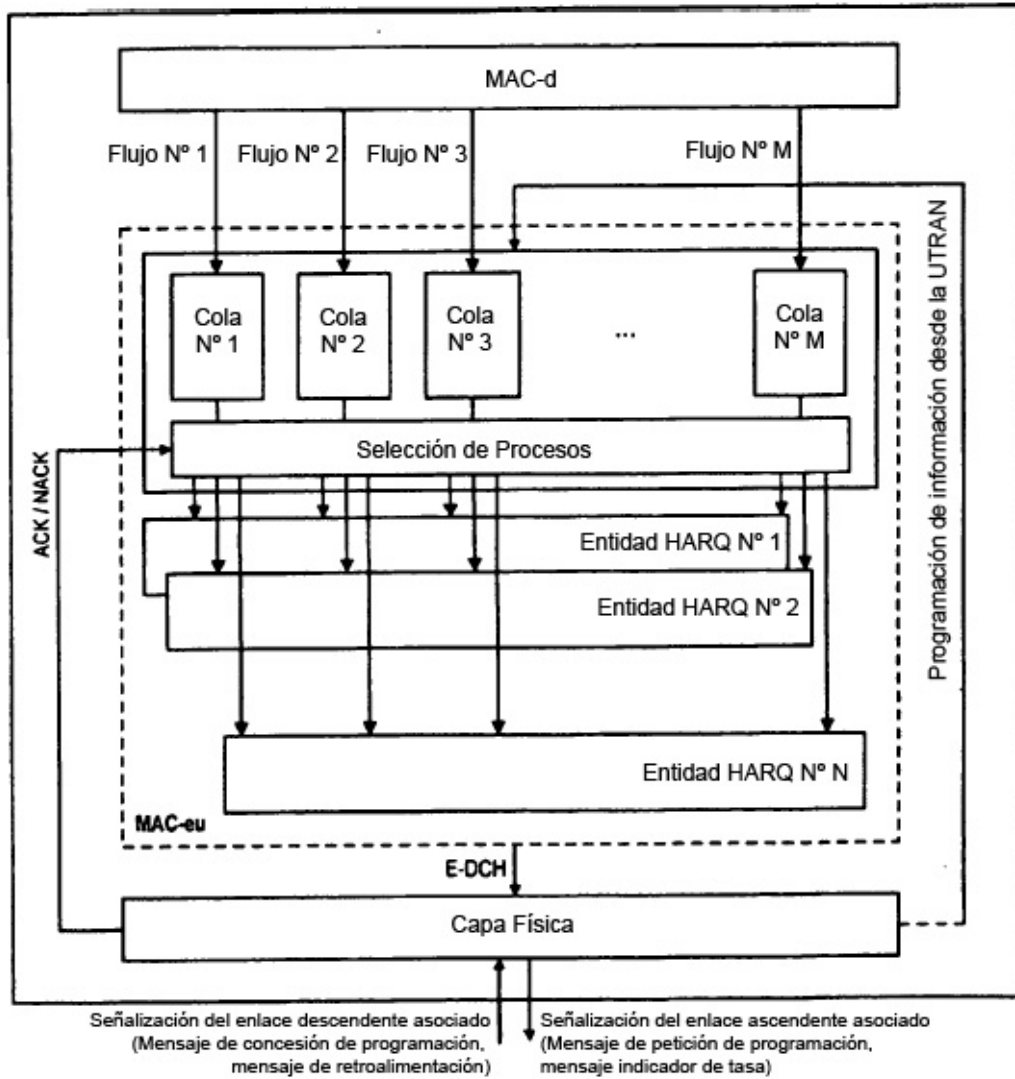 MAC-d
Flujo Nº 1
Flujo Nº 2
Flujo Nº 3
Flujo Nº M
Cola
Nº 1
Cola
Nº 2
Cola
Nº 3
...
Cola
Nº M
Selección de Procesos
Entidad HARQ Nº 1
Entidad HARQ Nº 2
Entidad HARQ Nº N
MAC-eu
ACK / NACK
Programación de información desde la UTRAN
E-DCH
Capa Física
Señalización del enlace descendente asociado
(Mensaje de concesión de programación,
mensaje de retroalimentación)
Señalización del enlace ascendente asociado
(Mensaje de petición de programación,
mensaje indicador de tasa)